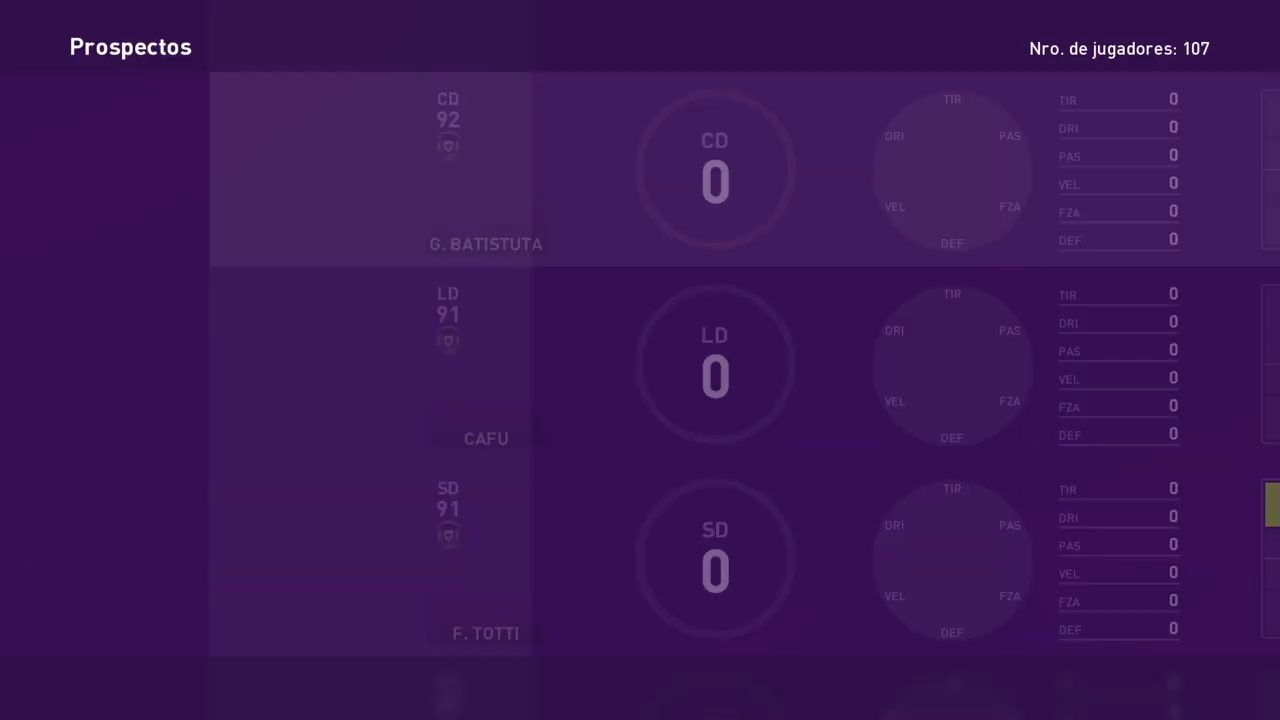 Prospectos
Nro. de jugadores: 107
CD
92
G. BATISTUTA
CD
0
TIR
DRI
PAS
VEL
FZA
DEF
TIR 0
DRI 0
PAS 0
VEL 0
FZA 0
DEF 0
LD
91
CAFU
LD
0
TIR
DRI
PAS
VEL
FZA
DEF
TIR 0
DRI 0
PAS 0
VEL 0
FZA 0
DEF 0
SD
91
F. TOTTI
SD
0
TIR
DRI
PAS
VEL
FZA
DEF
TIR 0
DRI 0
PAS 0
VEL 0
FZA 0
DEF 0